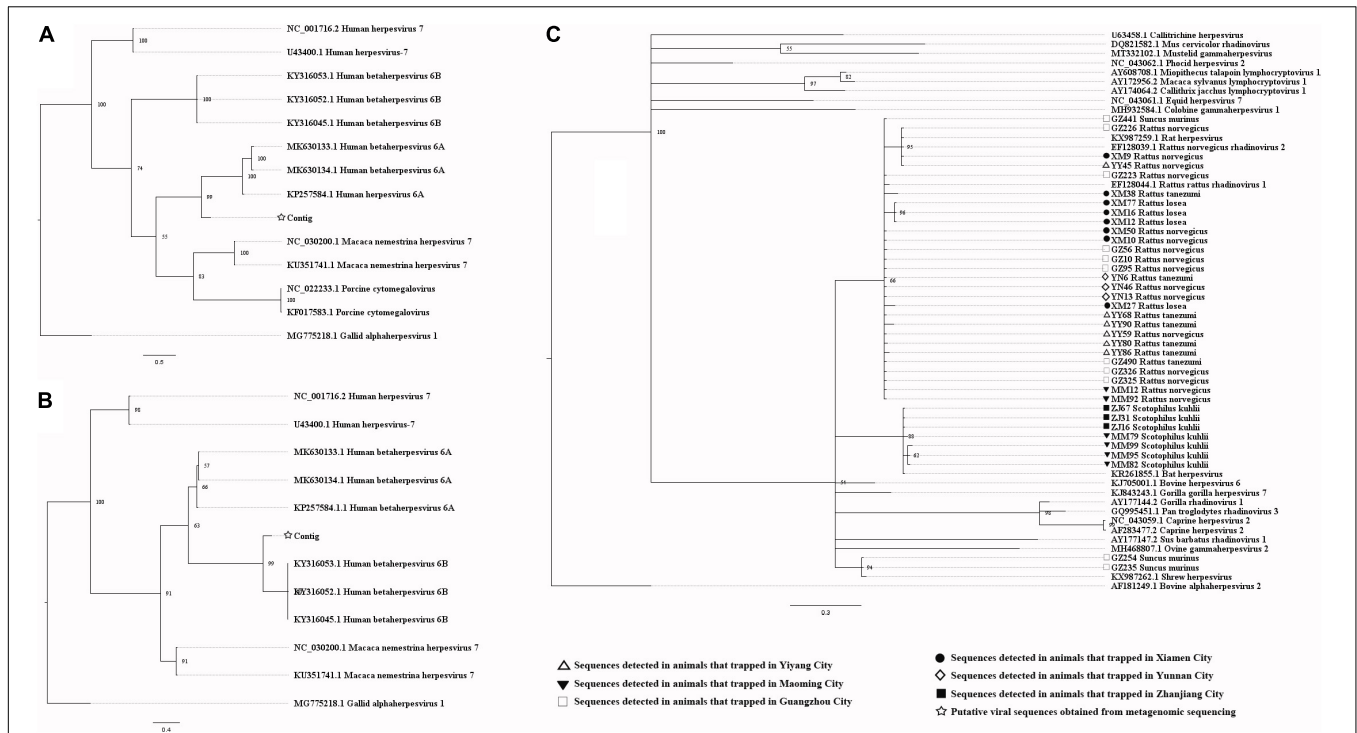 A
NC_001716.2 Human herpesvirus 7
100
U43400.1 Human herpesvirus-7
KY316053.1 Human betaherpesvirus 6B
100
100
KY316052.1 Human betaherpesvirus 6B
KY316045.1 Human betaherpesvirus 6B
MK630133.1 Human betaherpesvirus 6A
100
74
MK630134.1 Human betaherpesvirus 6A
100
99
KP257584.1 Human herpesvirus 6A
Contig
55
NC_030200.1 Macaca nemestrina herpesvirus 7
100
KU351741.1 Macaca nemestrina herpesvirus 7
83
NC_022233.1 Porcine cytomegalovirus
100
KF017583.1 Porcine cytomegalovirus
MG775218.1 Gallid alphaherpesvirus 1
0.5
B
NC_001716.2 Human herpesvirus 7
98
U43400.1 Human herpesvirus-7
MK630133.1 Human betaherpesvirus 6A
57
MK630134.1 Human betaherpesvirus 6A
66
100
KP257584.1.1 Human betaherpesvirus 6A
63
Contig
99
KY316053.1 Human betaherpesvirus 6B
91
KY316052.1 Human betaherpesvirus 6B
KY316045.1 Human betaherpesvirus 6B
NC_030200.1 Macaca nemestrina herpesvirus 7
91
KU351741.1 Macaca nemestrina herpesvirus 7
MG775218.1 Gallid alphaherpesvirus 1
0.4
C
U63458.1 Callitrichine herpesvirus
DQ821582.1 Mus cervicolor rhadinovirus
55
MT332102.1 Mustelid gammaherpesvirus
NC_043062.1 Phocid herpesvirus 2
AY608708.1 Miopithecus talapoin lymphocryptovirus 1
82
AY172956.2 Macaca sylvanus lymphocryptovirus 1
97
AY174064.2 Callithrix jacchus lymphocryptovirus 1
NC_043061.1 Equid herpesvirus 7
MH932584.1 Colobine gammaherpesvirus 1
GZ441 Suncus murinus
GZ226 Rattus norvegicus
100
KX987259.1 Rat herpesvirus
EF128039.1 Rattus norvegicus rhadinovirus 2
95
XM9 Rattus norvegicus
YY45 Rattus norvegicus
GZ223 Rattus norvegicus
EF128044.1 Rattus rattus rhadinovirus 1
XM38 Rattus tanezumi
XM77 Rattus losea
XM16 Rattus losea
96
XM12 Rattus losea
XM50 Rattus norvegicus
XM10 Rattus norvegicus
GZ56 Rattus norvegicus
GZ10 Rattus norvegicus
GZ95 Rattus norvegicus
YN6 Rattus tanezumi
66
YN46 Rattus norvegicus
YN13 Rattus norvegicus
XM27 Rattus losea
YY68 Rattus tanezumi
YY90 Rattus tanezumi
YY59 Rattus norvegicus
YY80 Rattus tanezumi
YY86 Rattus tanezumi
GZ490 Rattus tanezumi
GZ326 Rattus norvegicus
GZ325 Rattus norvegicus
MM12 Rattus norvegicus
MM92 Rattus norvegicus
ZJ67 Scotophilus kuhlii
ZJ31 Scotophilus kuhlii
ZJ16 Scotophilus kuhlii
MM79 Scotophilus kuhlii
88
MM99 Scotophilus kuhlii
MM95 Scotophilus kuhlii
62
MM82 Scotophilus kuhlii
KR261855.1 Bat herpesvirus
KJ705001.1 Bovine herpesvirus 6
KJ843243.1 Gorilla gorilla herpesvirus 7
AY177144.2 Gorilla rhadinovirus 1
GQ995451.1 Pan troglodytes rhadinovirus 3
98
NC_043059.1 Caprine herpesvirus 2
AF283477.2 Caprine herpesvirus 2
AY177147.2 Sus barbatus rhadinovirus 1
MH468807.1 Ovine gammaherpesvirus 2
GZ254 Suncus murinus
GZ235 Suncus murinus
94
KX987262.1 Shrew herpesvirus
AF181249.1 Bovine alphaherpesvirus 2
0.3
Sequences detected in animals that trapped in Yiyang City
Sequences detected in animals that trapped in Maoming City
Sequences detected in animals that trapped in Guangzhou City
Sequences detected in animals that trapped in Xiamen City
Sequences detected in animals that trapped in Yunnan City
Sequences detected in animals that trapped in Zhanjiang City
Putative viral sequences obtained from metagenomic sequencing